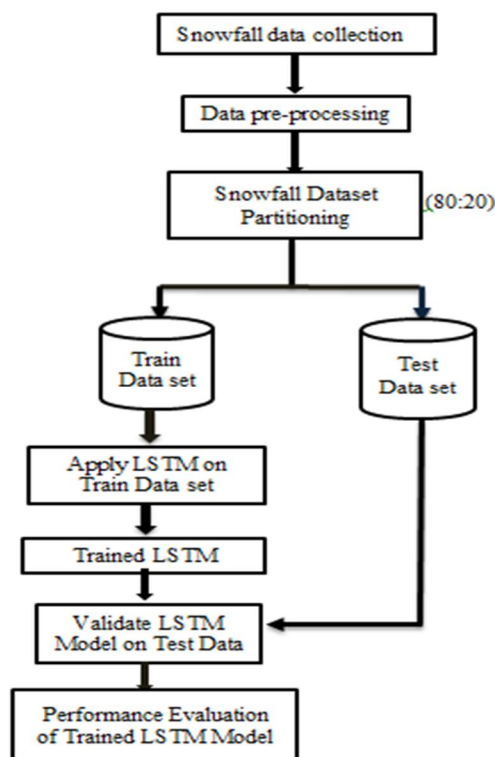 Snowfall data collection
Data pre-processing
Snowfall Dataset
Partitioning
(80:20)
Train
Data set
Test
Data set
Apply LSTM on
Train Data set
Trained LSTM
Validate LSTM
Model on Test Data
Performance Evaluation
of Trained LSTM Model